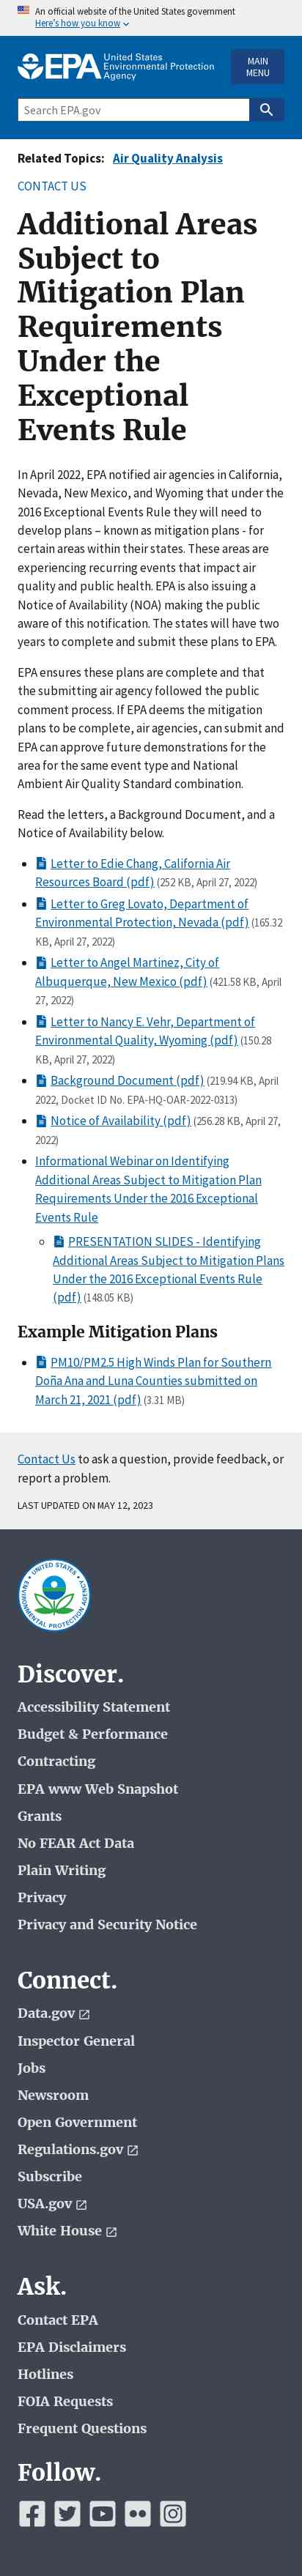 An official website of the United States government
Here's how you know
EPA United States
Environmental Protection
Agency
MAIN
MENU
Search EPA.gov
Related Topics: Air Quality Analysis
CONTACT US
Additional Areas
Subject to
Mitigation Plan
Requirements
Under the
Exceptional
Events Rule
In April 2022, EPA notified air agencies in California,
Nevada, New Mexico, and Wyoming that under the
2016 Exceptional Events Rule they will need to
develop plans – known as mitigation plans - for
certain areas within their states. These areas are
experiencing recurring events that impact air
quality and public health. EPA is also issuing a
Notice of Availability (NOA) making the public
aware of this notification. The states will have two
years to complete and submit these plans to EPA.
EPA ensures these plans are complete and that
the submitting air agency followed the public
comment process. If EPA deems the mitigation
plans to be complete, air agencies, can submit and
EPA can approve future demonstrations for the
area for the same event type and National
Ambient Air Quality Standard combination.
Read the letters, a Background Document, and a
Notice of Availability below.
Letter to Edie Chang, California Air
Resources Board (pdf) (252 KB, April 27, 2022)
Letter to Greg Lovato, Department of
Environmental Protection, Nevada (pdf) (165.32
KB, April 27, 2022)
Letter to Angel Martinez, City of
Albuquerque, New Mexico (pdf) (421.58 KB, April
27, 2022)
Letter to Nancy E. Vehr, Department of
Environmental Quality, Wyoming (pdf) (150.28
KB, April 27, 2022)
Background Document (pdf) (219.94 KB, April
2022, Docket ID No. EPA-HQ-OAR-2022-0313)
Notice of Availability (pdf) (256.28 KB, April 27,
2022)
Informational Webinar on Identifying
Additional Areas Subject to Mitigation Plan
Requirements Under the 2016 Exceptional
Events Rule
PRESENTATION SLIDES - Identifying
Additional Areas Subject to Mitigation Plans
Under the 2016 Exceptional Events Rule
(pdf) (148.05 KB)
Example Mitigation Plans
PM10/PM2.5 High Winds Plan for Southern
Doña Ana and Luna Counties submitted on
March 21, 2021 (pdf) (3.31 MB)
Contact Us to ask a question, provide feedback, or
report a problem.
LAST UPDATED ON MAY 12, 2023
UNITED STATES
ENVIRONMENTAL PROTECTION AGENCY
Discover.
Accessibility Statement
Budget & Performance
Contracting
EPA www Web Snapshot
Grants
No FEAR Act Data
Plain Writing
Privacy
Privacy and Security Notice
Connect.
Data.gov
Inspector General
Jobs
Newsroom
Open Government
Regulations.gov
Subscribe
USA.gov
White House
Ask.
Contact EPA
EPA Disclaimers
Hotlines
FOIA Requests
Frequent Questions
Follow.